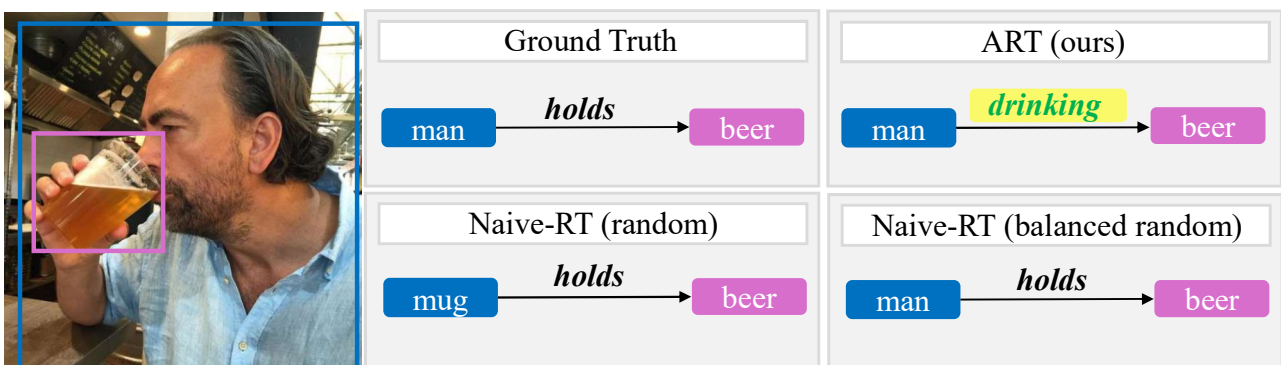 Ground Truth
holds
man
beer
ART (ours)
drinking
man
beer
Naive-RT (random)
holds
mug
beer
Naive-RT (balanced random)
holds
man
beer